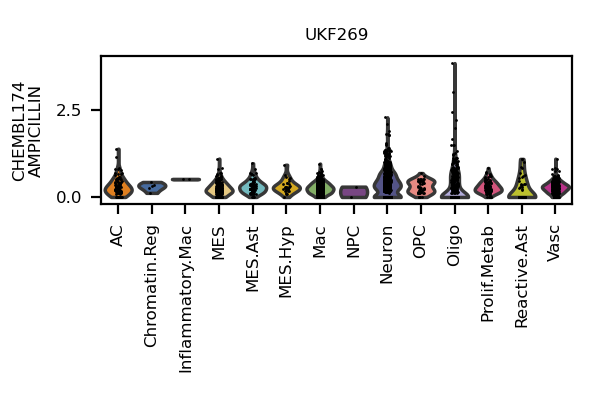 UKF269
CHEMBL174
AMPICILLIN
2.5
0.0
AC
Chromatin.Reg
Inflammatory.Mac
MES
MES.Ast
MES.Hyp
Mac
NPC
Neuron
OPC
Oligo
Prolif.Metab
Reactive.Ast
Vasc